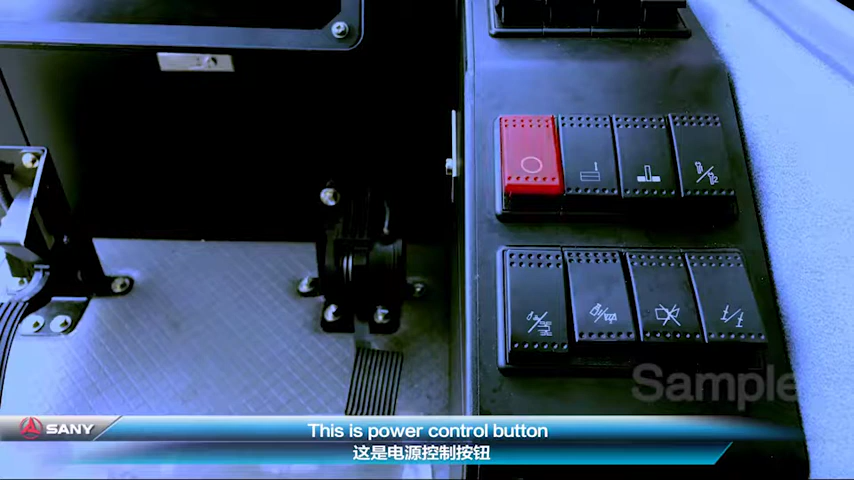 Sample
SANY
This is power control button
这是电源控制按钮